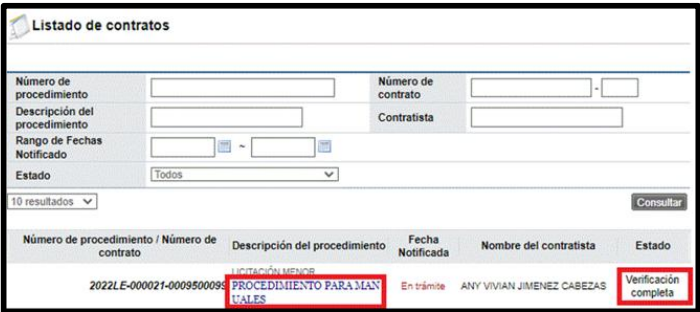 Listado de contratos
Número de procedimiento
Número de contrato
-
Descripción del procedimiento
Contratista
Rango de Fechas Notificado
~
Estado
Todos
10 resultados
Consultar
Número de procedimiento / Número de contrato
Descripción del procedimiento
Fecha Notificada
Nombre del contratista
Estado
2022LE-000021-0009500099
LICITACIÓN MENOR
PROCEDIMIENTO PARA MAN
UALES
En trámite
ANY VIVIAN JIMENEZ CABEZAS
Verificación
completa